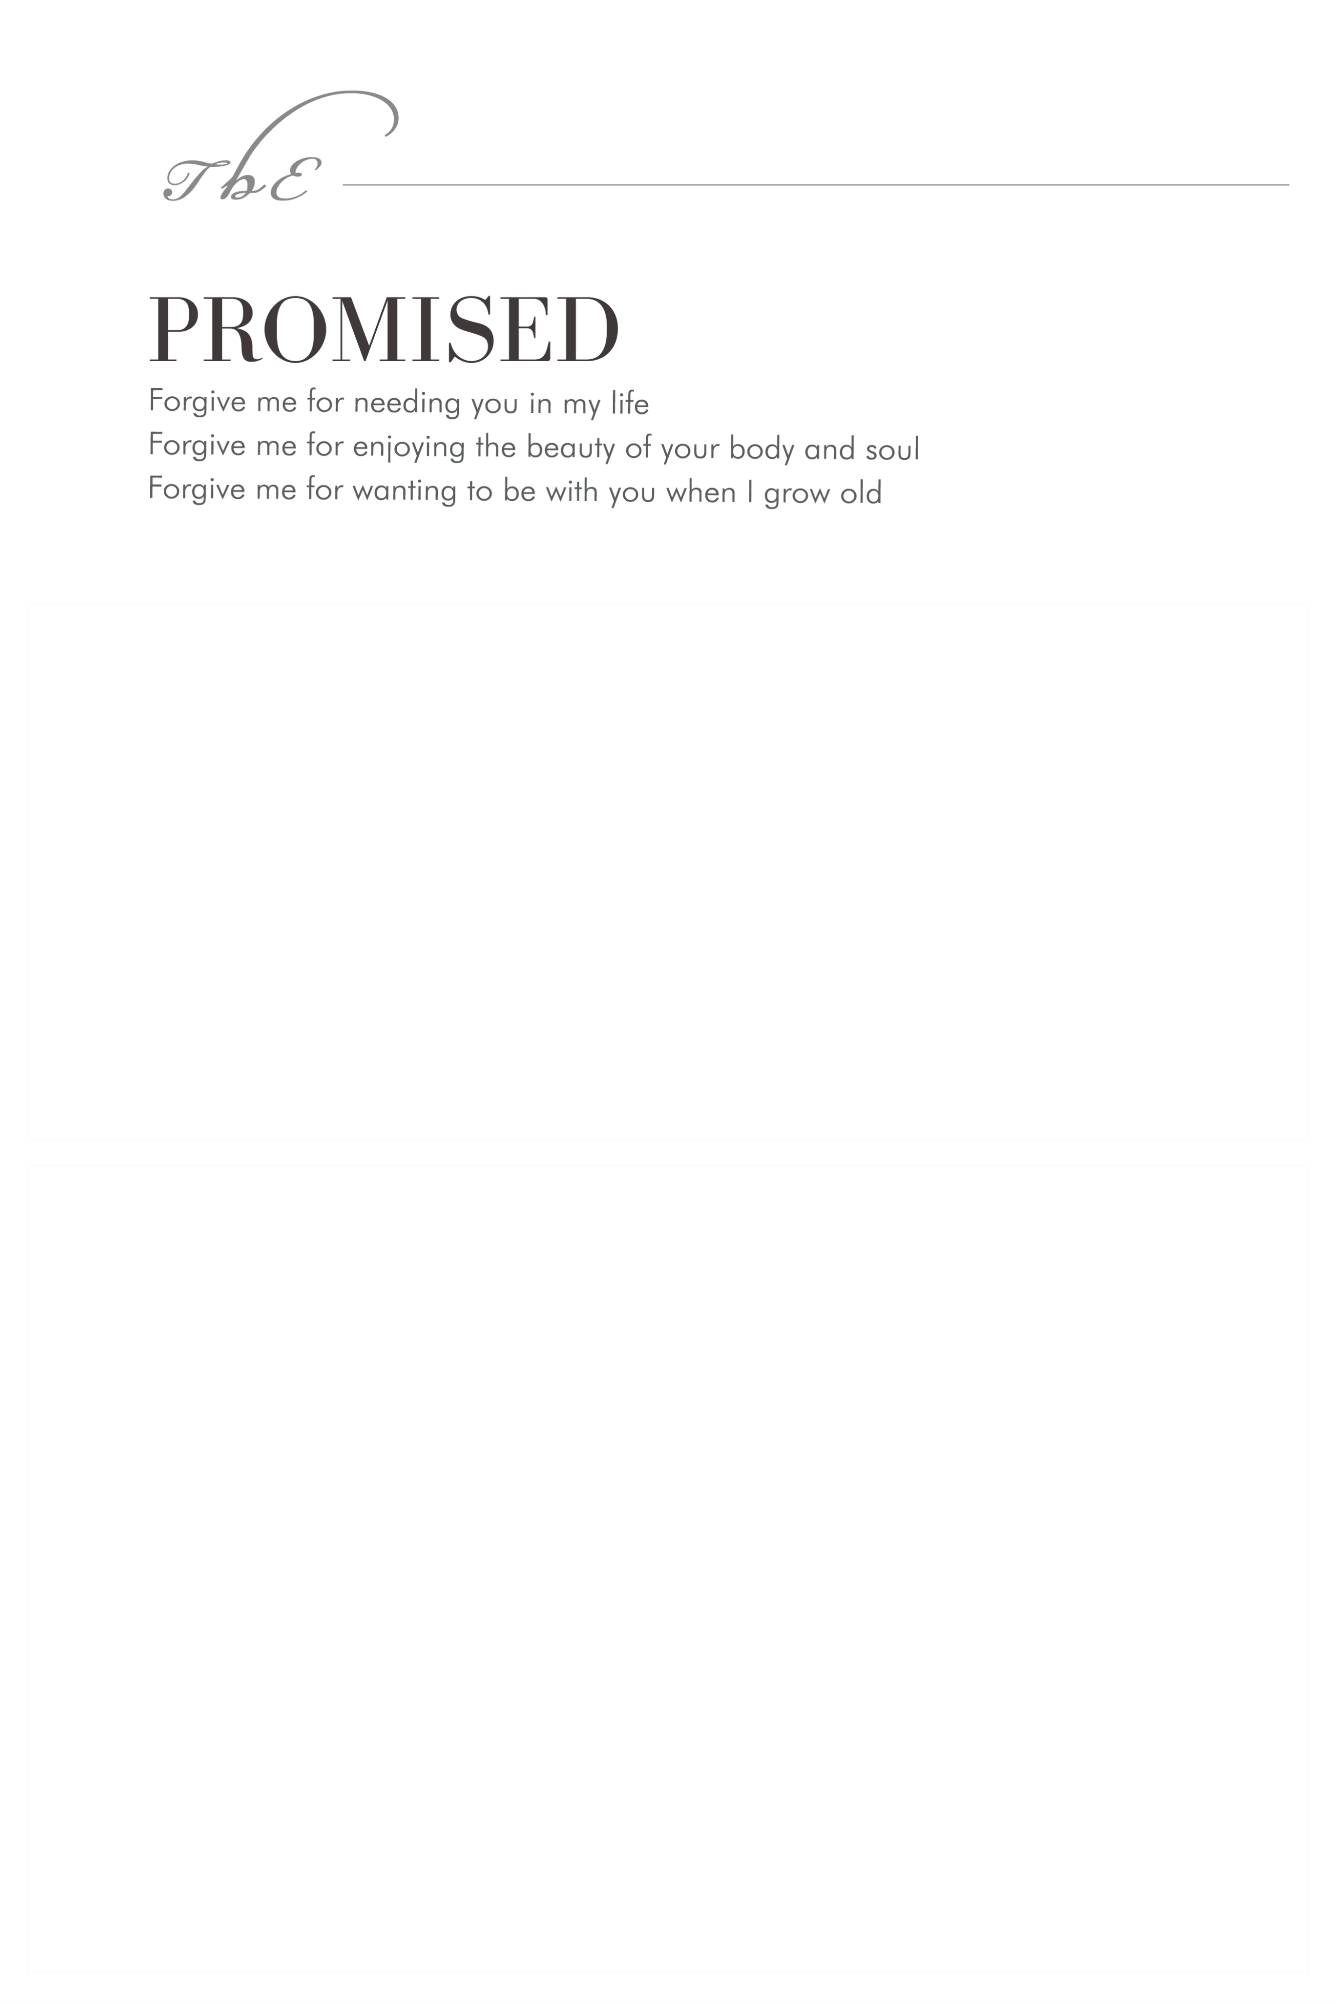 ThE
PROMISED
Forgive me for needing you in my life
Forgive me for enjoying the beauty of your body and soul
Forgive me for wanting to be with you when I grow old